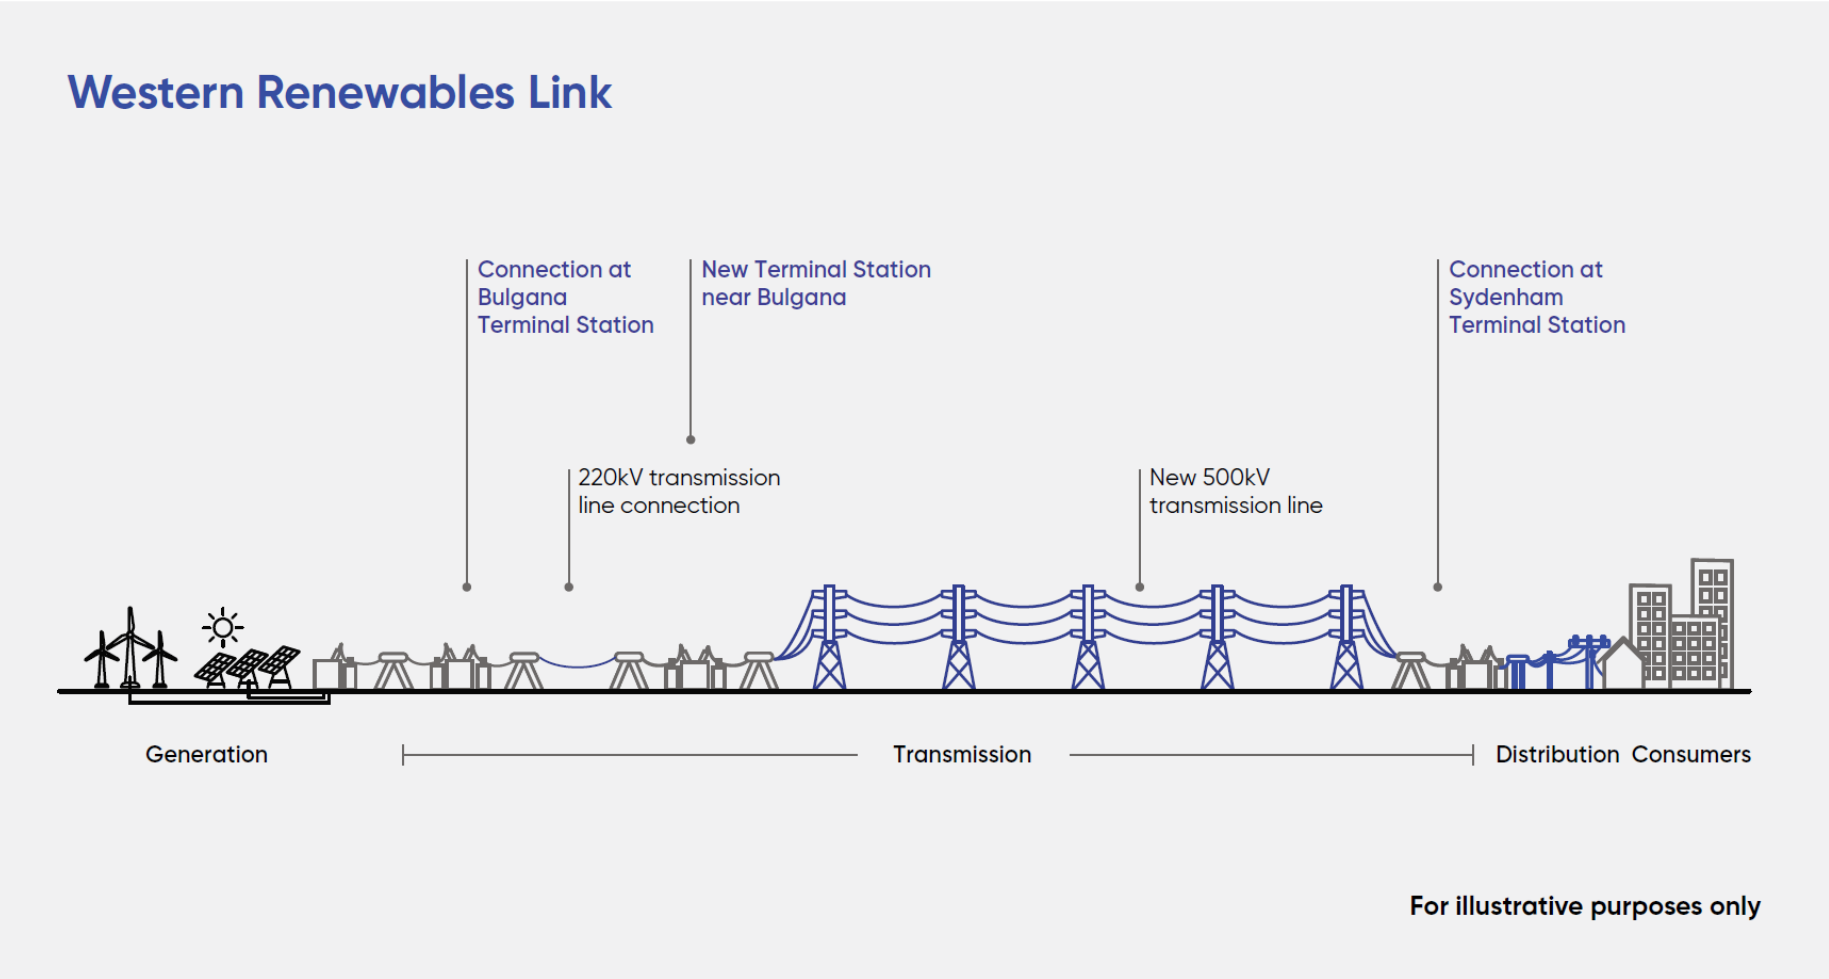 Western Renewables Link
Connection at
Bulgana
Terminal Station
New Terminal Station
near Bulgana
Connection at
Sydenham
Terminal Station
220kV transmission
line connection
New 500kV
transmission line
Generation
Transmission
Distribution
Consumers
For illustrative purposes only